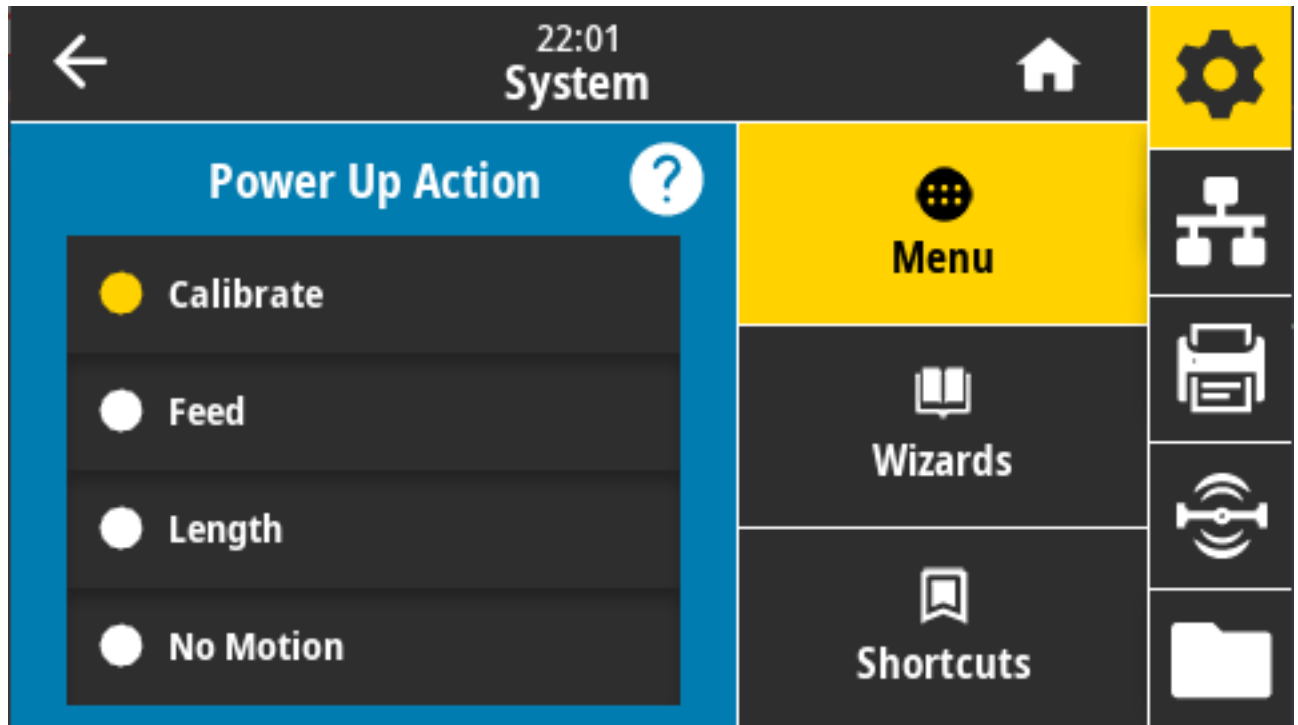 22:01
System
Power Up Action
?
Calibrate
Feed
Length
No Motion
Menu
Wizards
Shortcuts